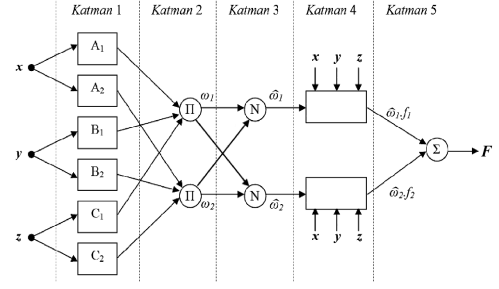 Katman 1 Katman 2 Katman 3 Katman 4 Katman 5
x y z
A1
x
A2
ω1 ω̂1
Π N
ω̂1.f1
B1
y
B2
Σ F
Π N
ω2 ω̂2
ω̂2.f2
C1
z
C2
x y z